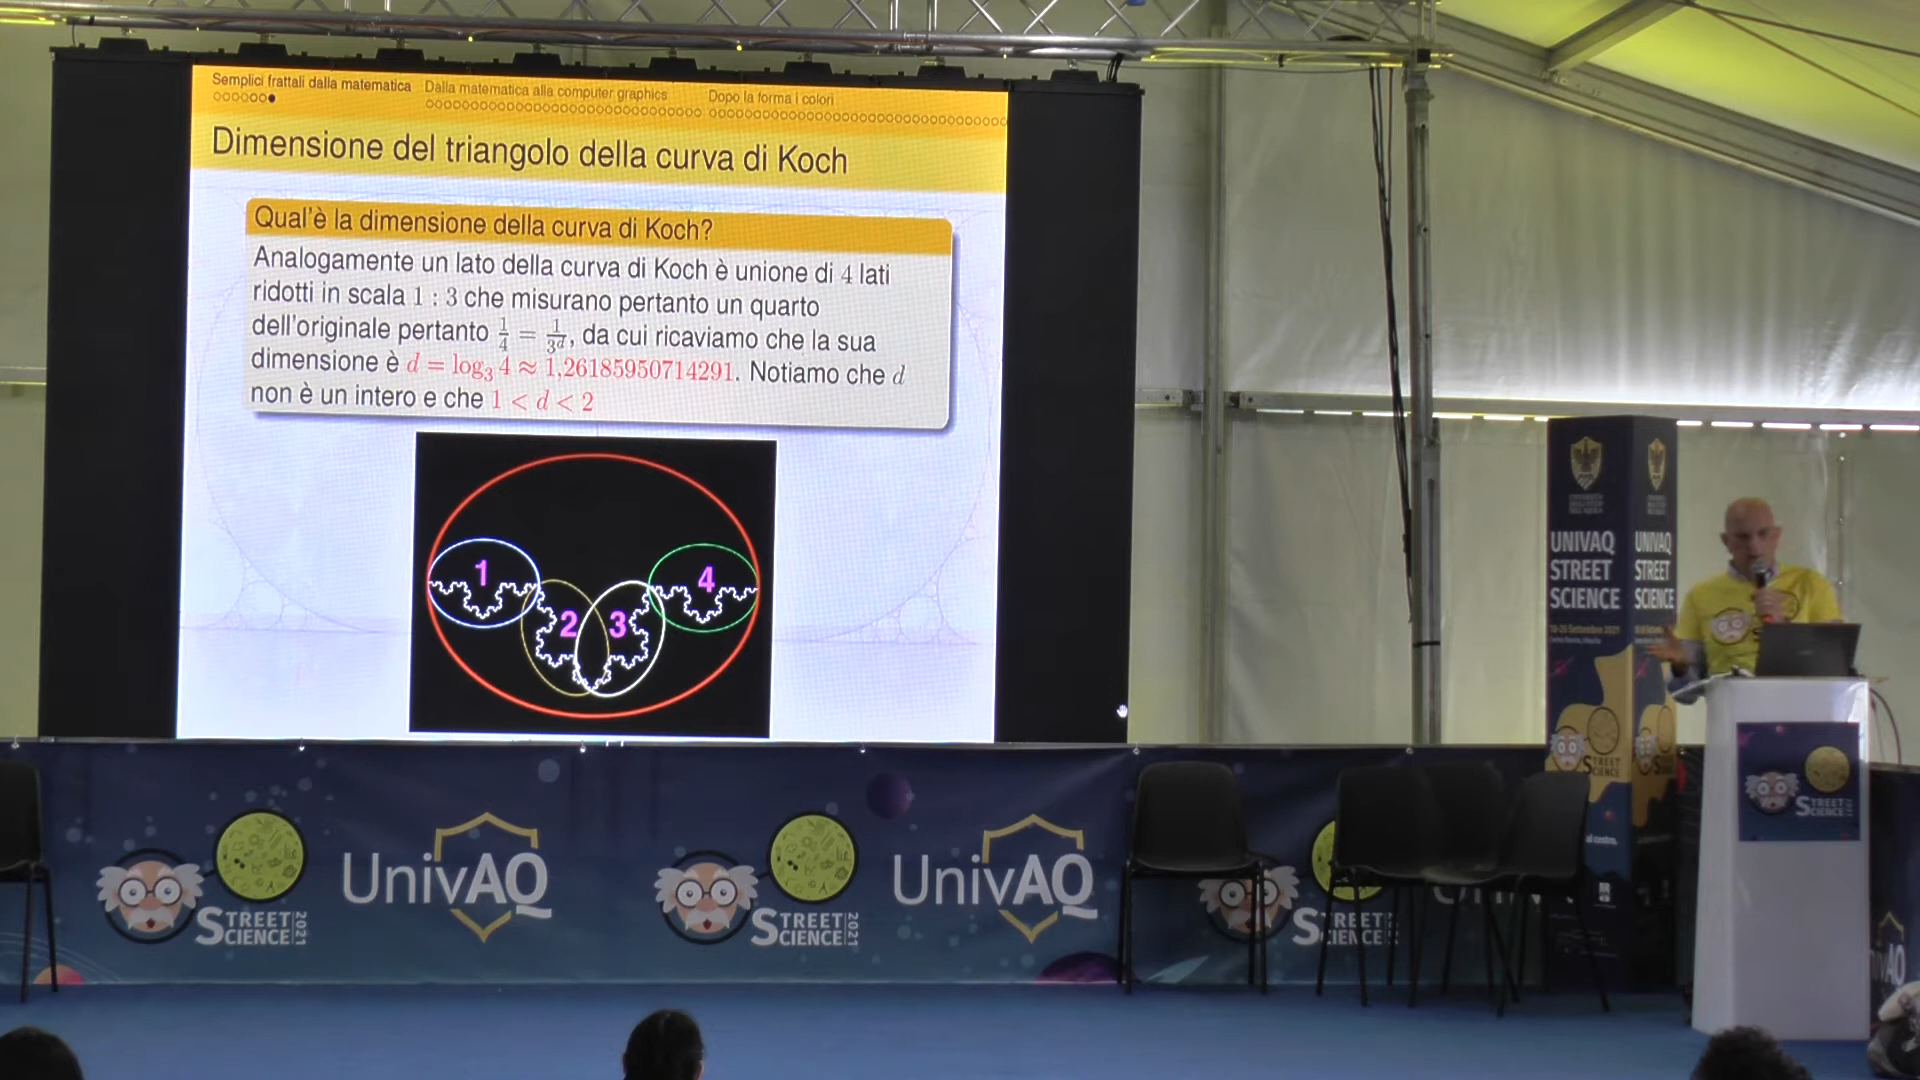 Semplici frattali dalla matematica Dalla matematica alla computer graphics Dopo la forma i colori
Dimensione del triangolo della curva di Koch
Qual'è la dimensione della curva di Koch?
Analogamente un lato della curva di Koch è unione di 4 lati
ridotti in scala 1 : 3 che misurano pertanto un quarto
dell'originale pertanto 1/4 = 1/3^d, da cui ricaviamo che la sua
dimensione è d = log₃ 4 ≈ 1,26185950714291. Notiamo che d
non è un intero e che 1 < d < 2
1
2
3
4
UNIVAQ
STREET
SCIENCE
UNIVAQ
STREET
SCIENCE
STREET
SCIENCE
STREET
SCIENCE 2021
UnivAQ
STREET
SCIENCE 2021
UnivAQ
STREET
SCIENCE